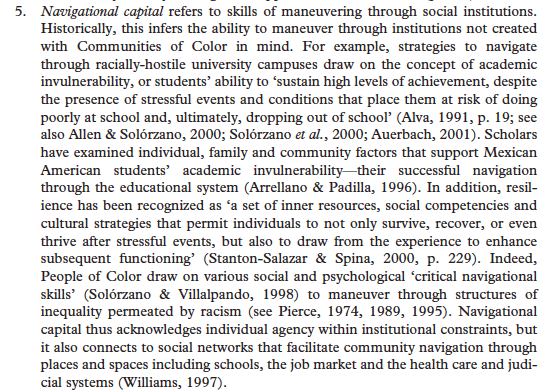 5. Navigational capital refers to skills of maneuvering through social institutions.
Historically, this infers the ability to maneuver through institutions not created
with Communities of Color in mind. For example, strategies to navigate
through racially-hostile university campuses draw on the concept of academic
invulnerability, or students’ ability to ‘sustain high levels of achievement, despite
the presence of stressful events and conditions that place them at risk of doing
poorly at school and, ultimately, dropping out of school’ (Alva, 1991, p. 19; see
also Allen & Solórzano, 2000; Solórzano et al., 2000; Auerbach, 2001). Scholars
have examined individual, family and community factors that support Mexican
American students’ academic invulnerability—their successful navigation
through the educational system (Arrellano & Padilla, 1996). In addition, resil-
ience has been recognized as ‘a set of inner resources, social competencies and
cultural strategies that permit individuals to not only survive, recover, or even
thrive after stressful events, but also to draw from the experience to enhance
subsequent functioning’ (Stanton-Salazar & Spina, 2000, p. 229). Indeed,
People of Color draw on various social and psychological ‘critical navigational
skills’ (Solórzano & Villalpando, 1998) to maneuver through structures of
inequality permeated by racism (see Pierce, 1974, 1989, 1995). Navigational
capital thus acknowledges individual agency within institutional constraints, but
it also connects to social networks that facilitate community navigation through
places and spaces including schools, the job market and the health care and judi-
cial systems (Williams, 1997).